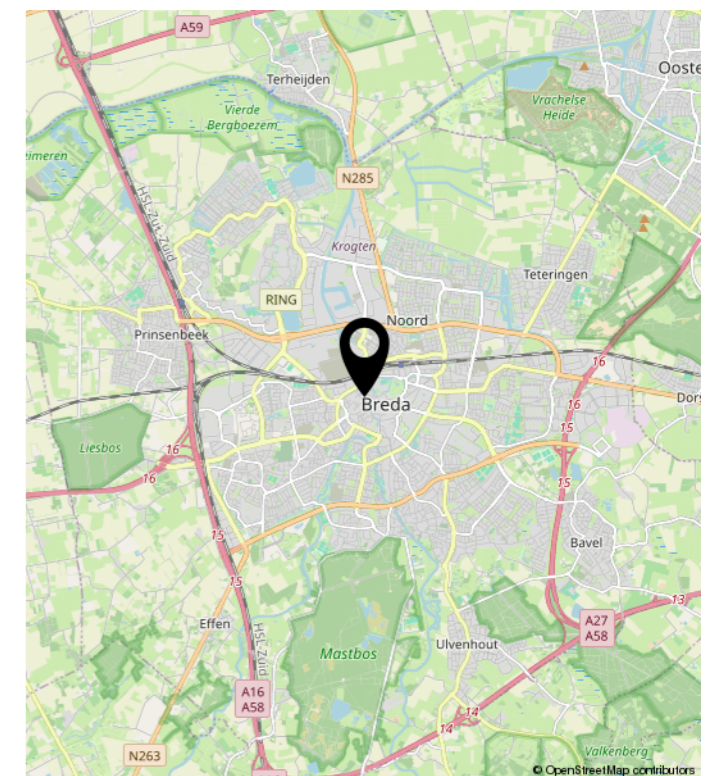 A59
Terheijden
Ooste
Vierde
Bergboezem
Vrachelse
Heide
eimeren
N285
HSL-Zuid
HSL-Zuid
Krogten
Teteringen
RING
Noord
Prinsenbeek
16
Breda
Dors
16
15
Liesbos
16
16
15
15
Bavel
15
13
Effen
A27
A58
HSL-Zuid
Mastbos
Ulvenhout
A16
A58
14
14
N263
Valkenberg
© OpenStreetMap contributors